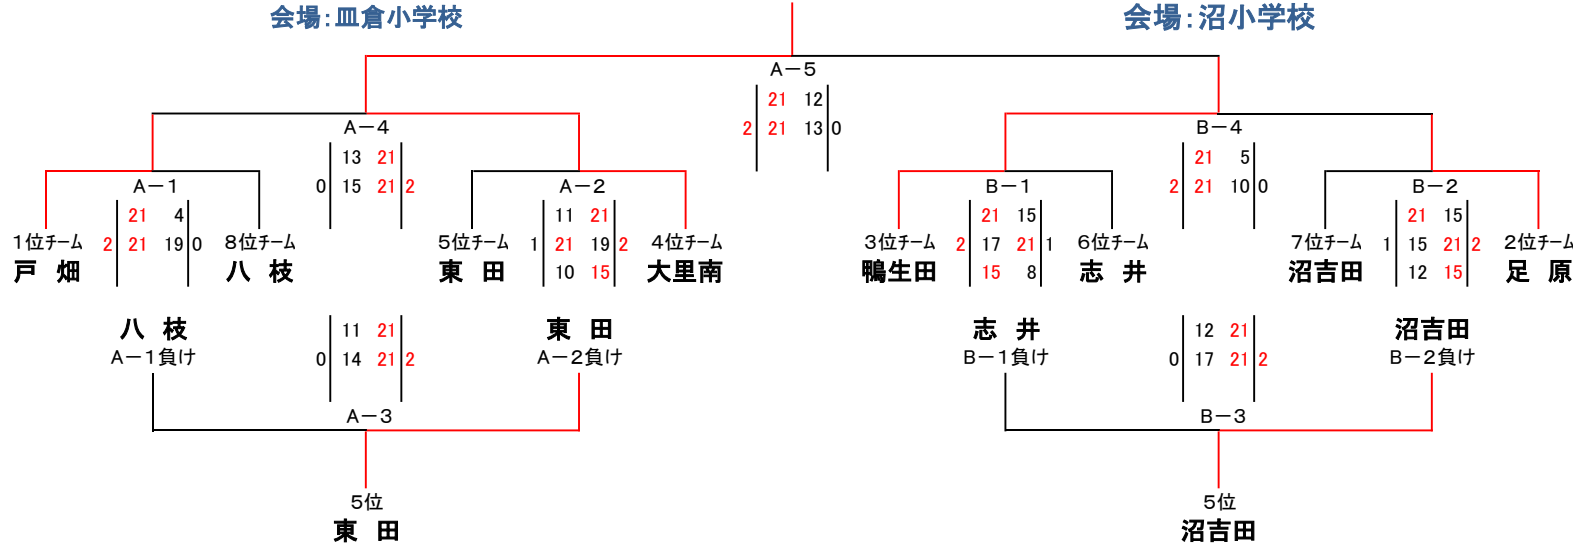 会場：皿倉小学校 会場：沼小学校
A－5
21 12
2 21 13 0
A－4 B－4
13 21 21 5
0 15 21 2 2 21 10 0
A－1 A－2 B－1 B－2
21 4 11 21 21 15 21 15
1位チーム 2 21 19 0 8位チーム 5位チーム 1 21 19 2 4位チーム 3位チーム 2 17 21 1 6位チーム 7位チーム 1 15 21 2 2位チーム
戸 畑 八 枝 東 田 10 15 大里南 鴨生田 15 8 志 井 沼吉田 12 15 足 原
八 枝 11 21 東 田 志 井 12 21 沼吉田
A－1負け 0 14 21 2 A－2負け B－1負け 0 17 21 2 B－2負け
A－3 B－3
5位 5位
東 田 沼吉田